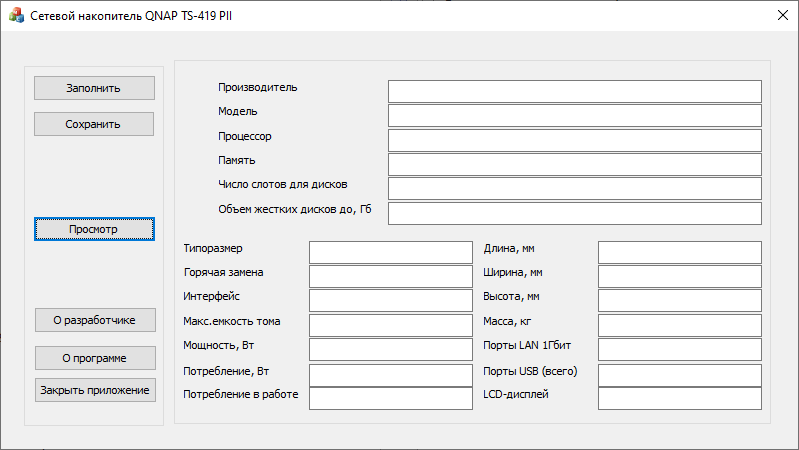 Сетевой накопитель QNAP TS-419 PII
Заполнить
Сохранить
Просмотр
О разработчике
О программе
Закрыть приложение
Производитель
Модель
Процессор
Память
Число слотов для дисков
Объем жестких дисков до, Гб
Типоразмер
Горячая замена
Интерфейс
Макс.емкость тома
Мощность, Вт
Потребление, Вт
Потребление в работе
Длина, мм
Ширина, мм
Высота, мм
Масса, кг
Порты LAN 1Гбит
Порты USB (всего)
LCD-дисплей